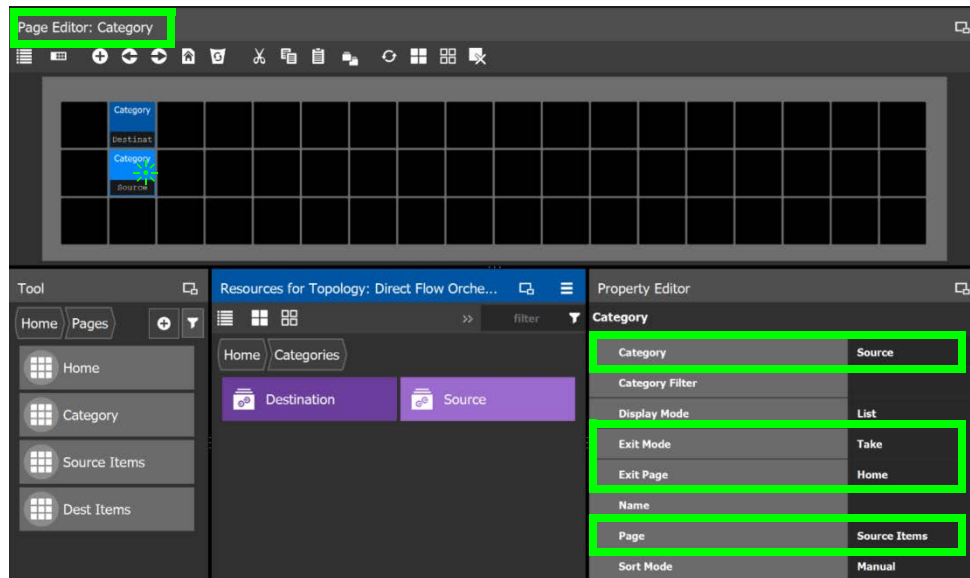 Page Editor: Category
Category
Destinat
Category
Source
Tool
Home Pages
Home
Category
Source Items
Dest Items
Resources for Topology: Direct Flow Orche...
>> filter
Home Categories
Destination Source
Property Editor
Category
Category Source
Category Filter
Display Mode List
Exit Mode Take
Exit Page Home
Name
Page Source Items
Sort Mode Manual